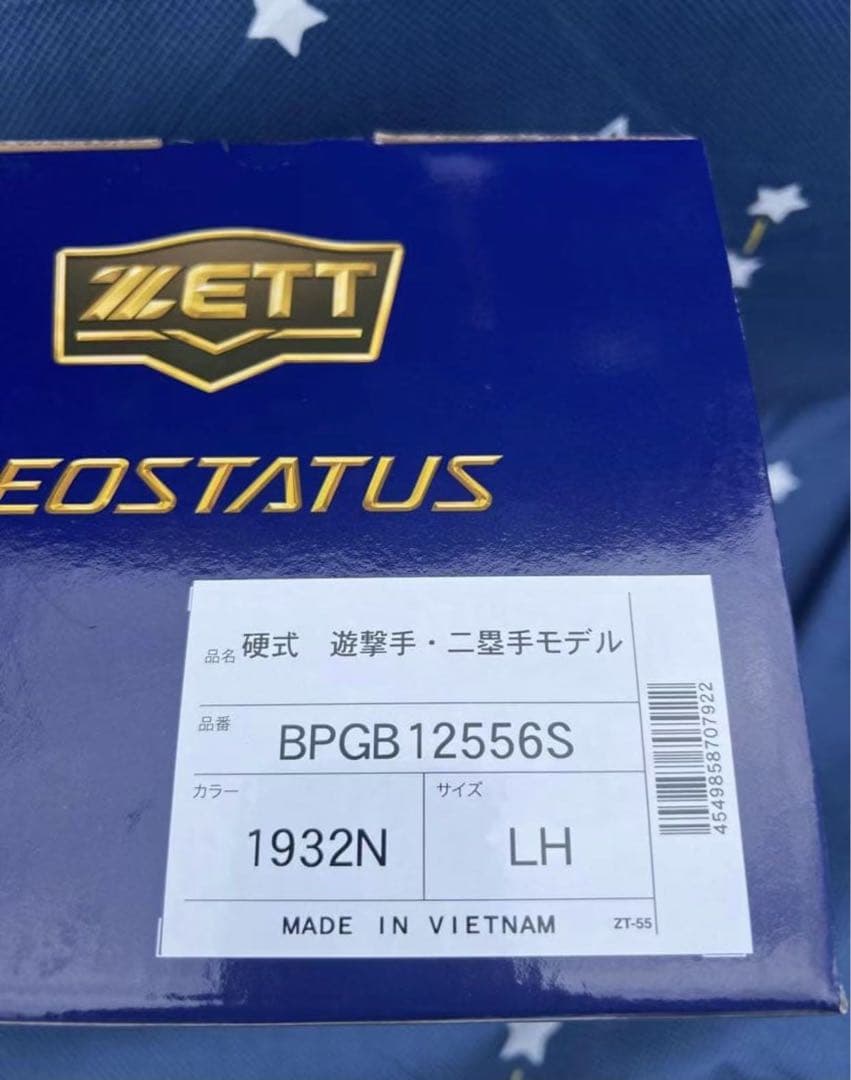 ZETT
EOSTATUS
品名 硬式 遊撃手・二塁手モデル
品番 BPGB12556S
カラー 1932N
サイズ LH
MADE IN VIETNAM ZT-55
4549858707922